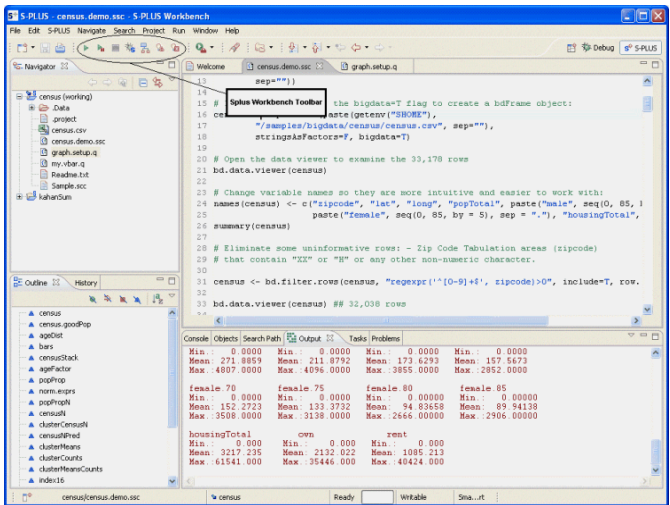 S-PLUS - census.demo.ssc - S-PLUS Workbench
File Edit S-PLUS Navigate Search Project Run Window Help
Debug S-PLUS
Navigator
census (working)
.Data
.project
census.csv
census.demo.ssc
graph.setup.q
my.vbar.q
Readme.txt
Sample.scc
kahanSum
Outline History
census
census.goodPop
ageDist
bars
censusStack
ageFactor
popProp
norm.exprs
popPropN
censusN
clusterCensusN
censusNPred
clusterMeans
clusterCounts
clusterMeansCounts
index16
Welcome census.demo.ssc graph.setup.q
13 sep=""))
14
Splus Workbench Toolbar
15 # the bigdata=T flag to create a bdFrame object:
16 paste(getenv("SHOME"),
17 "/samples/bigdata/census/census.csv", sep=""),
18 stringsAsFactors=F, bigdata=T)
19
20 # Open the data viewer to examine the 33,178 rows
21 bd.data.viewer(census)
22
23 # Change variable names so they are more intuitive and easier to work with:
24 names(census) <- c("zipcode", "lat", "long", "popTotal", paste("male", seq(0, 85,
25 paste("female", seq(0, 85, by = 5), sep = "."), "housingTotal",
26 summary(census)
27
28 # Eliminate some uninformative rows: - Zip Code Tabulation areas (zipcode)
29 # that contain "XX" or "H" or any other non-numeric character.
30
31 census <- bd.filter.rows(census, "regexpr('^[0-9]+$', zipcode)>0", include=T, row.
32
33 bd.data.viewer(census) ## 32,038 rows
Console Objects Search Path Output Tasks Problems
Min.: 0.0000 Min.: 0.0000 Min.: 0.0000 Min.: 0.0000
Mean: 271.8859 Mean: 211.8792 Mean: 173.6293 Mean: 157.5673
Max.:4807.0000 Max.:4096.0000 Max.:3855.0000 Max.:2852.0000
female.70 female.75 female.80 female.85
Min.: 0.0000 Min.: 0.0000 Min.: 0.00000 Min.: 0.00000
Mean: 152.2723 Mean: 133.3732 Mean: 94.83658 Mean: 89.94138
Max.:3508.0000 Max.:3138.0000 Max.:2666.00000 Max.:2906.00000
housingTotal own rent
Min.: 0.000 Min.: 0.000 Min.: 0.000
Mean: 3217.235 Mean: 2132.022 Mean: 1085.213
Max.:61541.000 Max.:35446.000 Max.:40424.000
census/census.demo.ssc census Ready Writable Sma...rt